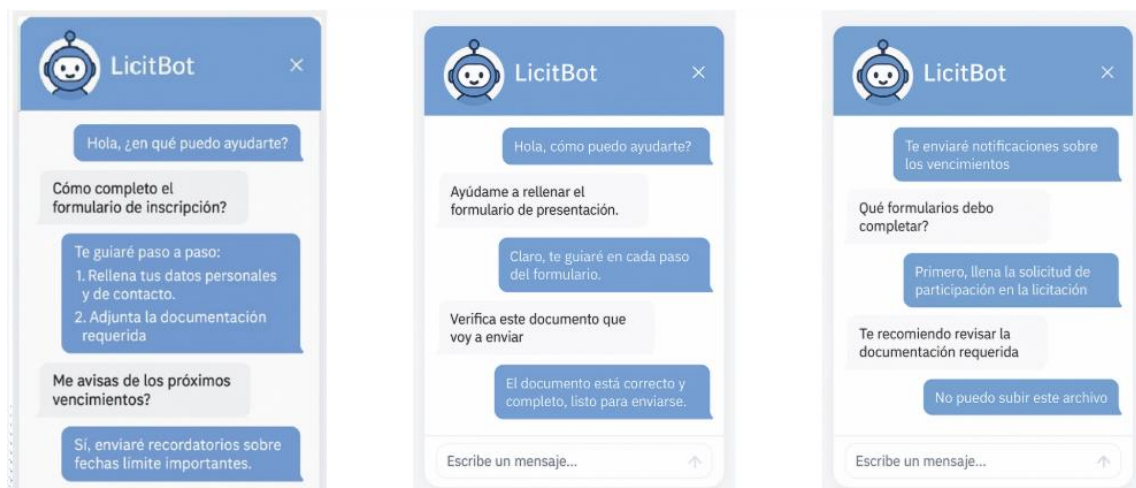 LicitBot ×
Hola, ¿en qué puedo ayudarte?
Cómo completo el
formulario de inscripción?
Te guiaré paso a paso:
1. Rellena tus datos personales
y de contacto.
2. Adjunta la documentación
requerida
Me avisas de los próximos
vencimientos?
Sí, enviaré recordatorios sobre
fechas límite importantes.
LicitBot ×
Hola, cómo puedo ayudarte?
Ayúdame a rellenar el
formulario de presentación.
Claro, te guiaré en cada paso
del formulario.
Verifica este documento que
voy a enviar
El documento está correcto y
completo, listo para enviarse.
Escribe un mensaje...
LicitBot ×
Te enviaré notificaciones sobre
los vencimientos
Qué formularios debo
completar?
Primero, llena la solicitud de
participación en la licitación
Te recomiendo revisar la
documentación requerida
No puedo subir este archivo
Escribe un mensaje...